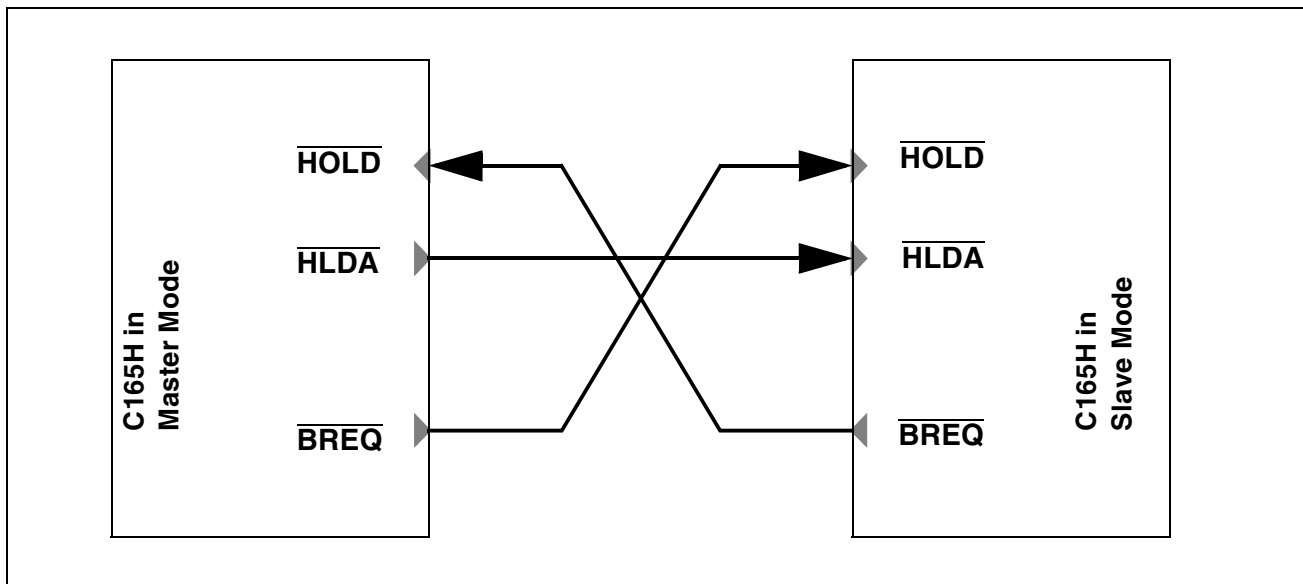 C165H in
Master Mode
HOLD
HLDA
BREQ
HOLD
HLDA
BREQ
C165H in
Slave Mode